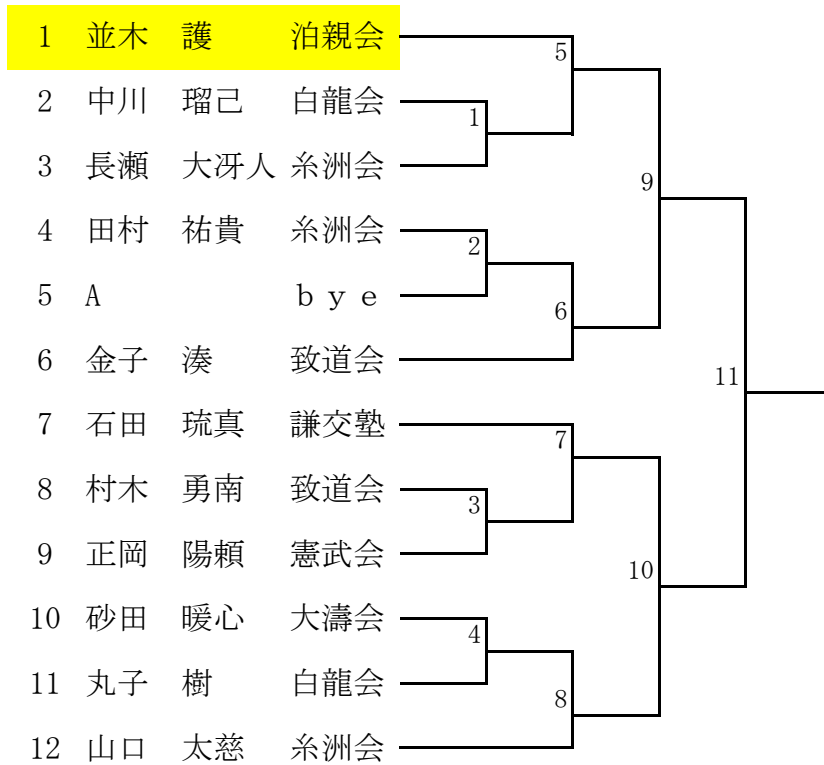 1 並木 護 泊親会
5
2 中川 瑠己 白龍会
1
3 長瀬 大冴人 糸洲会
9
4 田村 祐貴 糸洲会
2
5 A ｂｙｅ
6
6 金子 湊 致道会
11
7 石田 琉真 謙交塾
7
8 村木 勇南 致道会
3
9 正岡 陽頼 憲武会
10
10 砂田 暖心 大濤会
4
11 丸子 樹 白龍会
8
12 山口 太慈 糸洲会